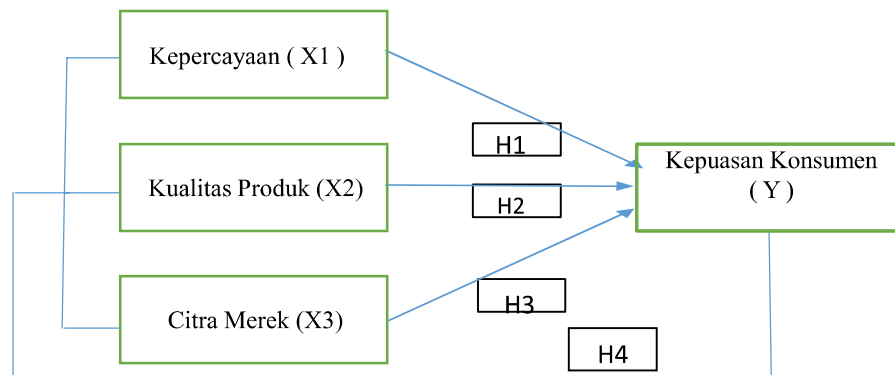 Kepercayaan ( X1 )
H1
Kepuasan Konsumen
( Y )
Kualitas Produk (X2)
H2
H3
Citra Merek (X3)
H4